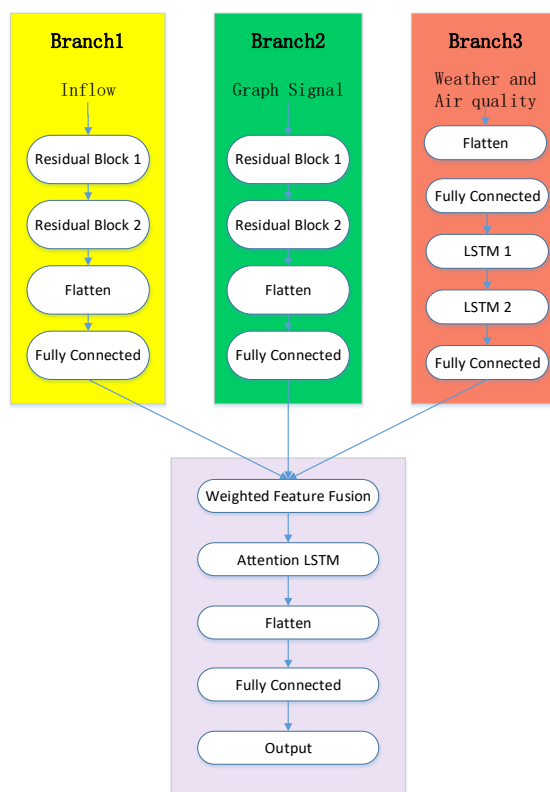 Branch1
Inflow
Residual Block 1
Residual Block 2
Flatten
Fully Connected
Branch2
Graph Signal
Residual Block 1
Residual Block 2
Flatten
Fully Connected
Branch3
Weather and
Air quality
Flatten
Fully Connected
LSTM 1
LSTM 2
Fully Connected
Weighted Feature Fusion
Attention LSTM
Flatten
Fully Connected
Output